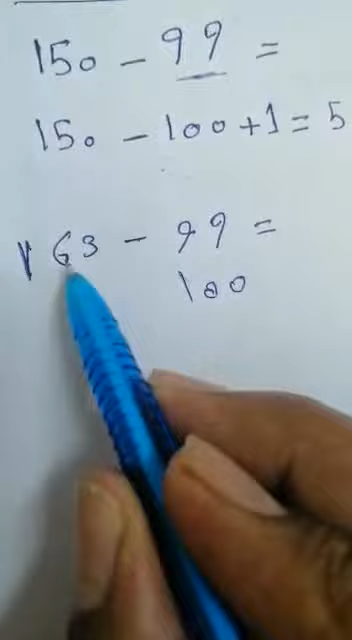 150 - 99 =
150 - 100 + 1 = 5
163 - 99 =
100